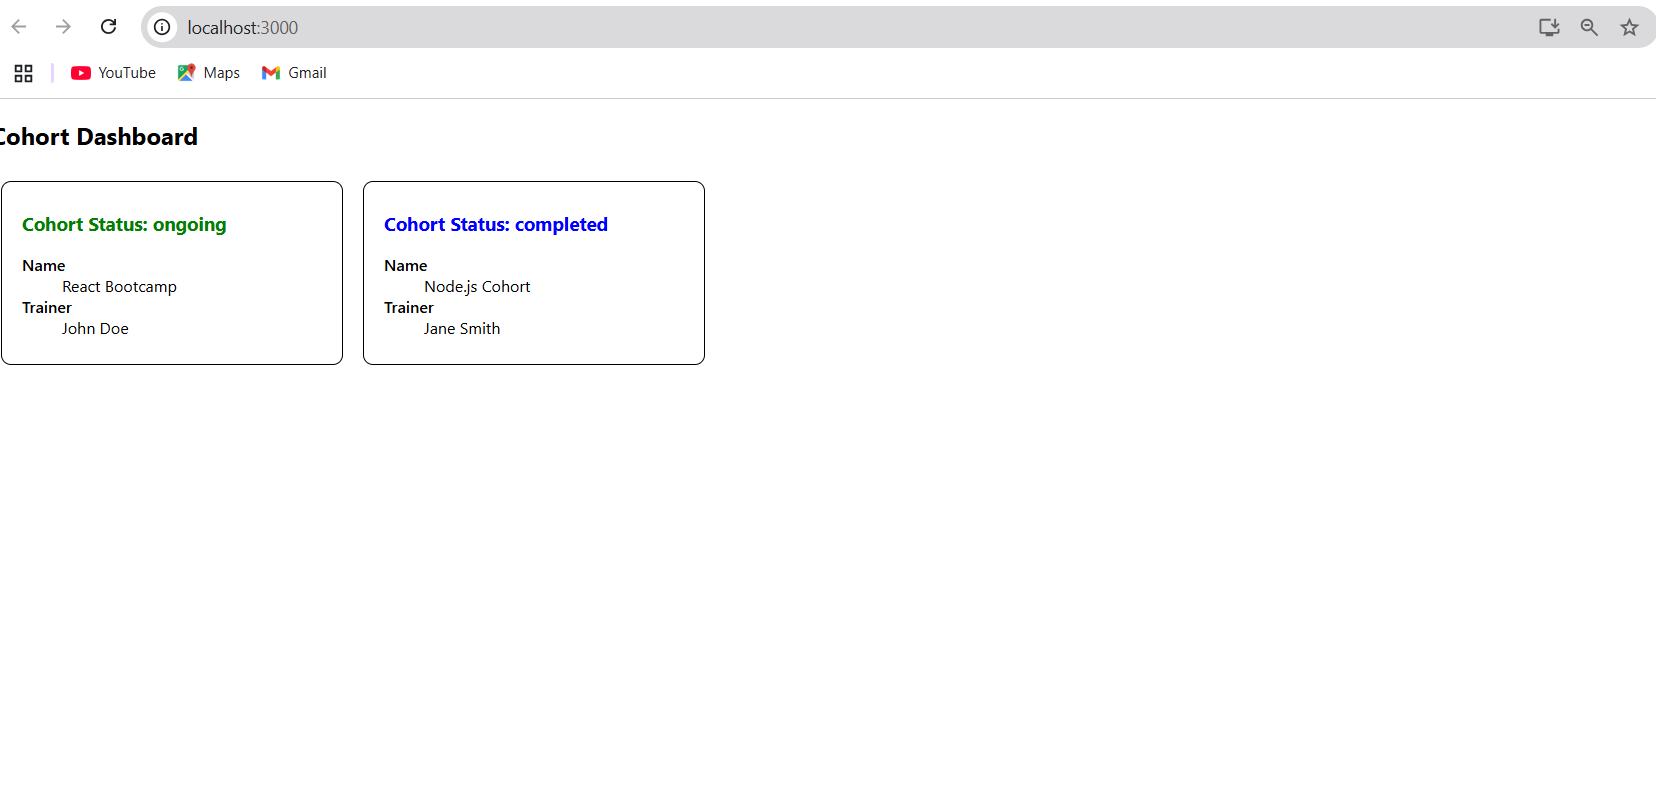 localhost:3000
YouTube Maps Gmail
Cohort Dashboard
Cohort Status: ongoing
Name
React Bootcamp
Trainer
John Doe
Cohort Status: completed
Name
Node.js Cohort
Trainer
Jane Smith